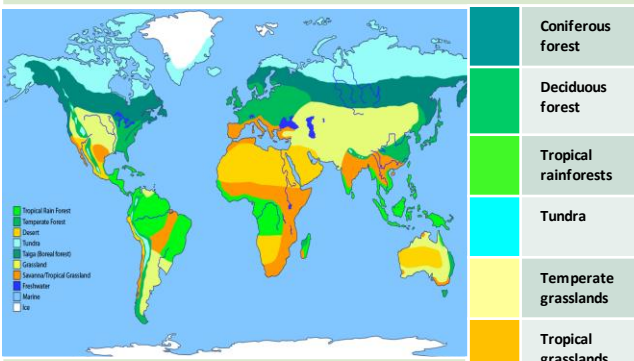 Tropical Rain Forest
Temperate Forest
Desert
Tundra
Taiga (Boreal forest)
Grassland
Savanna/Tropical Grassland
Freshwater
Marine
Ice
Coniferous
forest
Deciduous
forest
Tropical
rainforests
Tundra
Temperate
grasslands
Tropical
grasslands